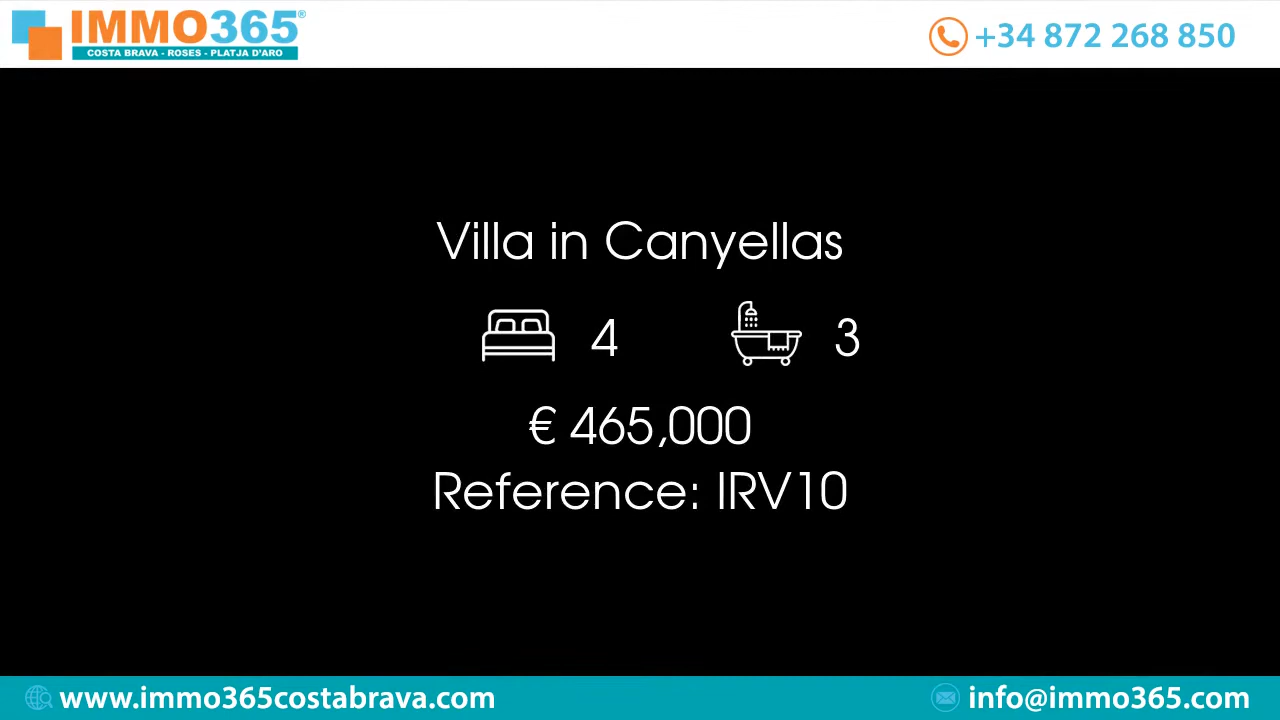 IMMO365®
COSTA BRAVA - ROSES - PLATJA D'ARO
+34 872 268 850
Villa in Canyellas
4 3
€ 465,000
Reference: IRV10
www.immo365costabrava.com
info@immo365.com